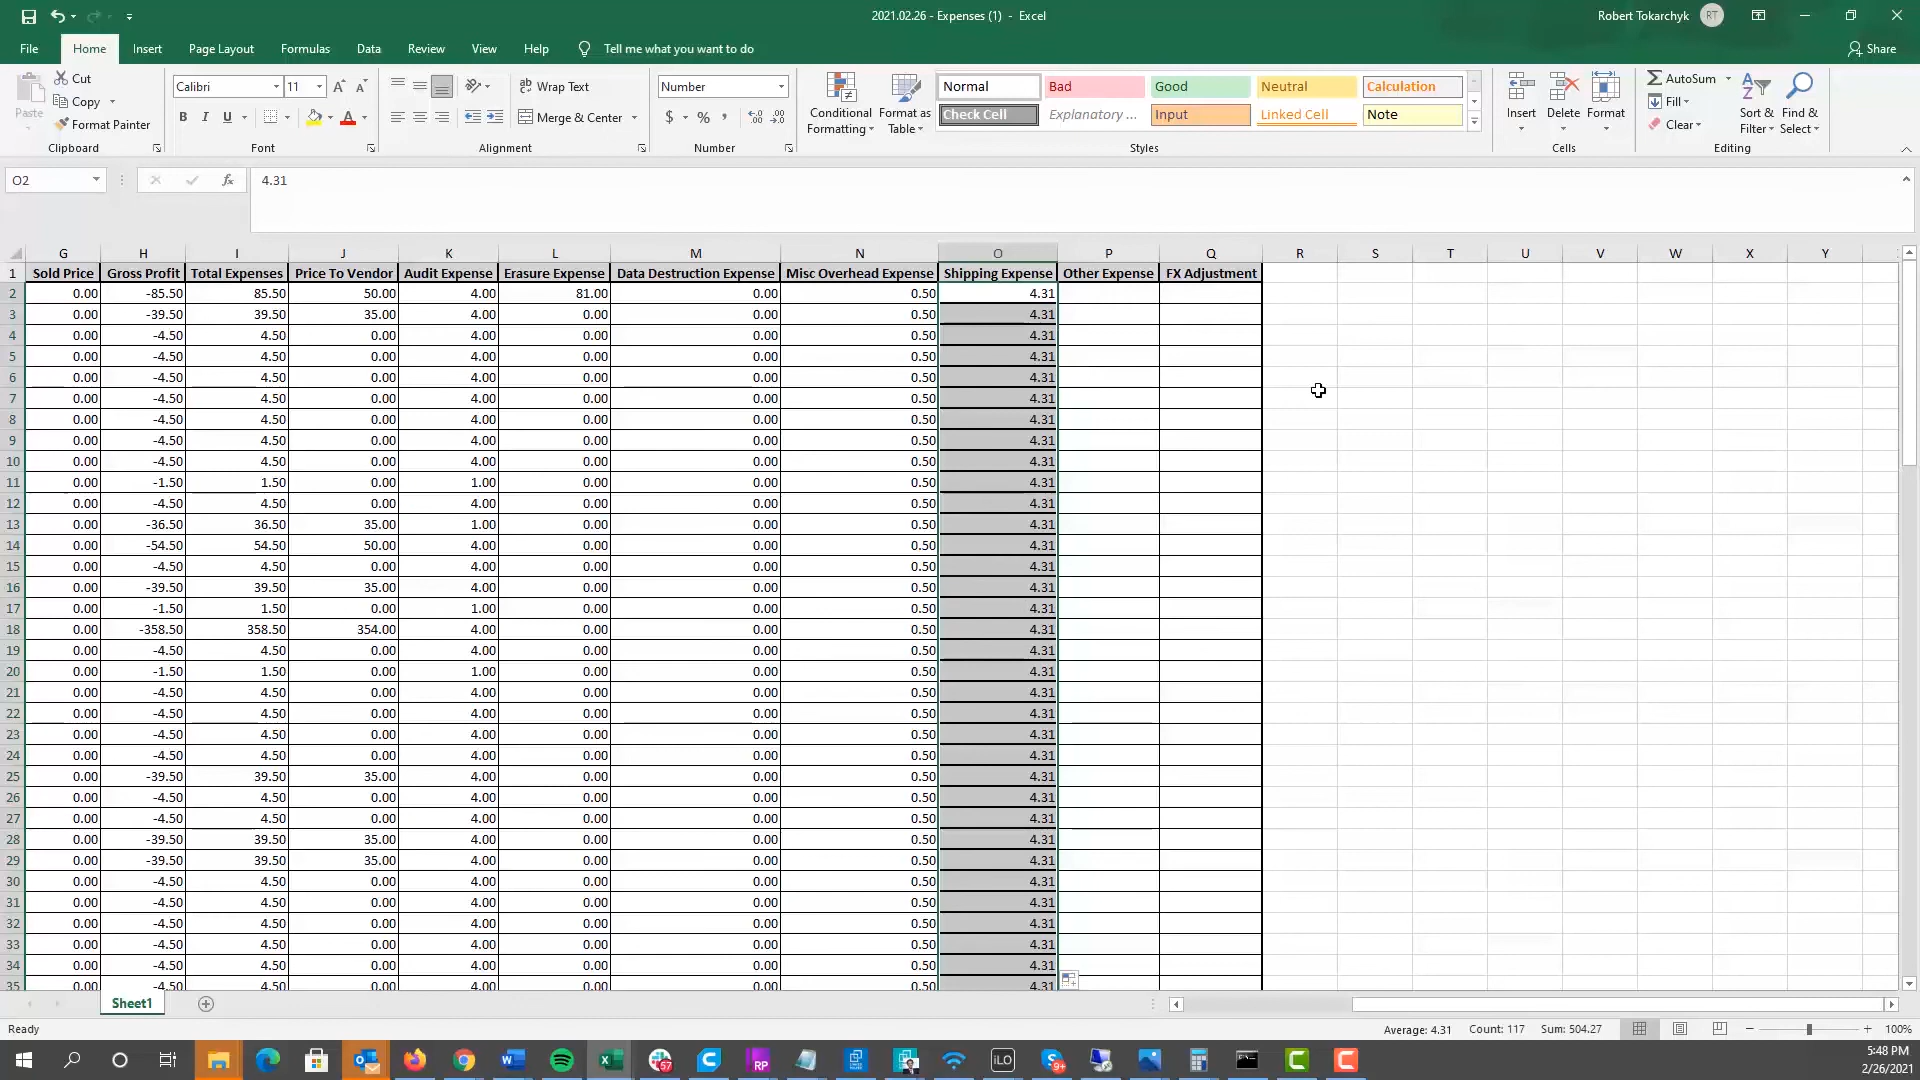 2021.02.26 - Expenses (1) - Excel
Robert Tokarchyk RT
File Home Insert Page Layout Formulas Data Review View Help Tell me what you want to do Share
Cut
Copy
Format Painter
Paste
Clipboard
Calibri 11 A A
B I U A
Font
Wrap Text
Merge & Center
Alignment
Number
$ % ,
Number
Conditional Formatting
Format as Table
Normal Bad Good Neutral Calculation
Check Cell Explanatory ... Input Linked Cell Note
Styles
Insert Delete Format
Cells
AutoSum
Fill
Clear
Sort & Filter
Find & Select
Editing
O2 fx 4.31
G H I J K L M N O P Q R S T U V W X Y
1 Sold Price Gross Profit Total Expenses Price To Vendor Audit Expense Erasure Expense Data Destruction Expense Misc Overhead Expense Shipping Expense Other Expense FX Adjustment
2 0.00 -85.50 85.50 50.00 4.00 81.00 0.00 0.50 4.31
3 0.00 -39.50 39.50 35.00 4.00 0.00 0.00 0.50 4.31
4 0.00 -4.50 4.50 0.00 4.00 0.00 0.00 0.50 4.31
5 0.00 -4.50 4.50 0.00 4.00 0.00 0.00 0.50 4.31
6 0.00 -4.50 4.50 0.00 4.00 0.00 0.00 0.50 4.31
7 0.00 -4.50 4.50 0.00 4.00 0.00 0.00 0.50 4.31
8 0.00 -4.50 4.50 0.00 4.00 0.00 0.00 0.50 4.31
9 0.00 -4.50 4.50 0.00 4.00 0.00 0.00 0.50 4.31
10 0.00 -4.50 4.50 0.00 4.00 0.00 0.00 0.50 4.31
11 0.00 -1.50 1.50 0.00 1.00 0.00 0.00 0.50 4.31
12 0.00 -4.50 4.50 0.00 4.00 0.00 0.00 0.50 4.31
13 0.00 -36.50 36.50 35.00 1.00 0.00 0.00 0.50 4.31
14 0.00 -54.50 54.50 50.00 4.00 0.00 0.00 0.50 4.31
15 0.00 -4.50 4.50 0.00 4.00 0.00 0.00 0.50 4.31
16 0.00 -39.50 39.50 35.00 4.00 0.00 0.00 0.50 4.31
17 0.00 -1.50 1.50 0.00 1.00 0.00 0.00 0.50 4.31
18 0.00 -358.50 358.50 354.00 4.00 0.00 0.00 0.50 4.31
19 0.00 -4.50 4.50 0.00 4.00 0.00 0.00 0.50 4.31
20 0.00 -1.50 1.50 0.00 1.00 0.00 0.00 0.50 4.31
21 0.00 -4.50 4.50 0.00 4.00 0.00 0.00 0.50 4.31
22 0.00 -4.50 4.50 0.00 4.00 0.00 0.00 0.50 4.31
23 0.00 -4.50 4.50 0.00 4.00 0.00 0.00 0.50 4.31
24 0.00 -4.50 4.50 0.00 4.00 0.00 0.00 0.50 4.31
25 0.00 -39.50 39.50 35.00 4.00 0.00 0.00 0.50 4.31
26 0.00 -4.50 4.50 0.00 4.00 0.00 0.00 0.50 4.31
27 0.00 -4.50 4.50 0.00 4.00 0.00 0.00 0.50 4.31
28 0.00 -39.50 39.50 35.00 4.00 0.00 0.00 0.50 4.31
29 0.00 -39.50 39.50 35.00 4.00 0.00 0.00 0.50 4.31
30 0.00 -4.50 4.50 0.00 4.00 0.00 0.00 0.50 4.31
31 0.00 -4.50 4.50 0.00 4.00 0.00 0.00 0.50 4.31
32 0.00 -4.50 4.50 0.00 4.00 0.00 0.00 0.50 4.31
33 0.00 -4.50 4.50 0.00 4.00 0.00 0.00 0.50 4.31
34 0.00 -4.50 4.50 0.00 4.00 0.00 0.00 0.50 4.31
35 0.00 -4.50 4.50 0.00 4.00 0.00 0.00 0.50 4.31
Sheet1
Ready Average: 4.31 Count: 117 Sum: 504.27 100%
57 RP iLO 9+
5:48 PM
2/26/2021